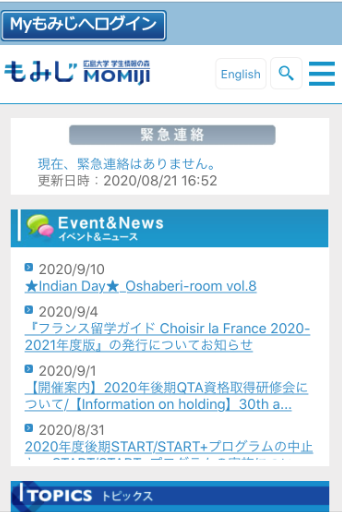 Myもみじへログイン
もみじ 広島大学 学生情報の森 MOMIJI
English
緊急連絡
現在、緊急連絡はありません。
更新日時：2020/08/21 16:52
Event&News
イベント&ニュース
2020/9/10
★Indian Day★ Oshaberi-room vol.8
2020/9/4
『フランス留学ガイド Choisir la France 2020-
2021年度版』の発行についてお知らせ
2020/9/1
【開催案内】2020年後期QTA資格取得研修会に
ついて/【Information on holding】30th a...
2020/8/31
2020年度後期START/START+プログラムの中止
TOPICS トピックス